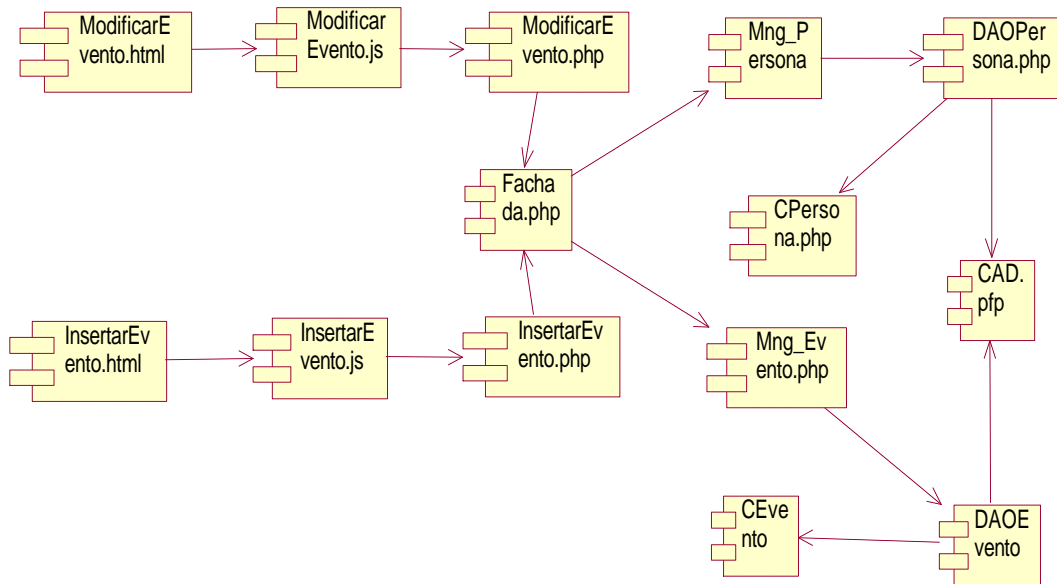 ModificarE
vento.html
Modificar
Evento.js
ModificarE
vento.php
Mng_P
ersona
DAOPer
sona.php
Facha
da.php
CPerso
na.php
CAD.
pfp
InsertarEv
ento.html
InsertarE
vento.js
InsertarEv
ento.php
Mng_Ev
ento.php
CEve
nto
DAOE
vento